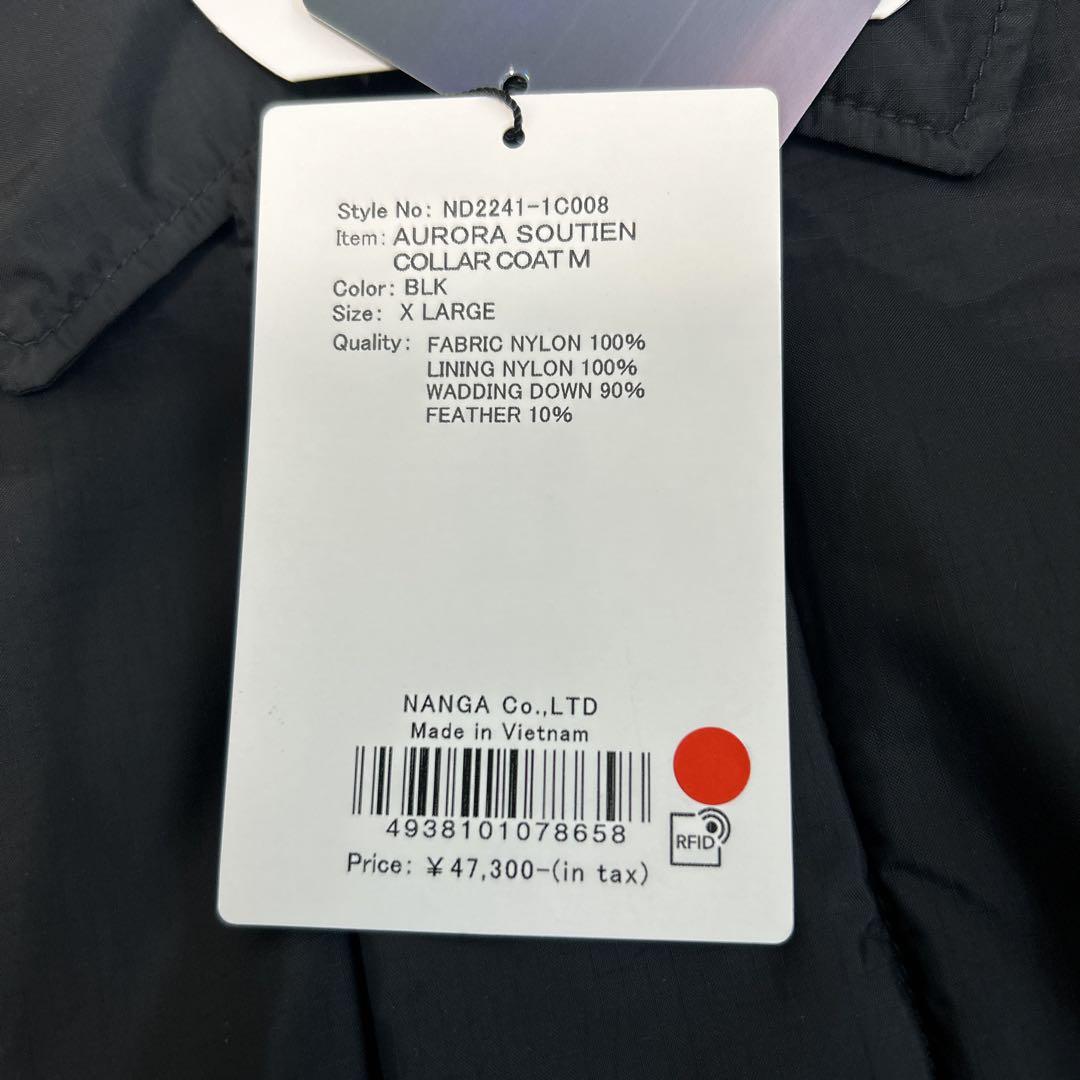 Style No: ND2241-1C008
Item: AURORA SOUTIEN
COLLAR COAT M
Color: BLK
Size: X LARGE
Quality: FABRIC NYLON 100%
LINING NYLON 100%
WADDING DOWN 90%
FEATHER 10%
NANGA Co.,LTD
Made in Vietnam
4938101078658
RFID
Price: ¥47,300-(in tax)